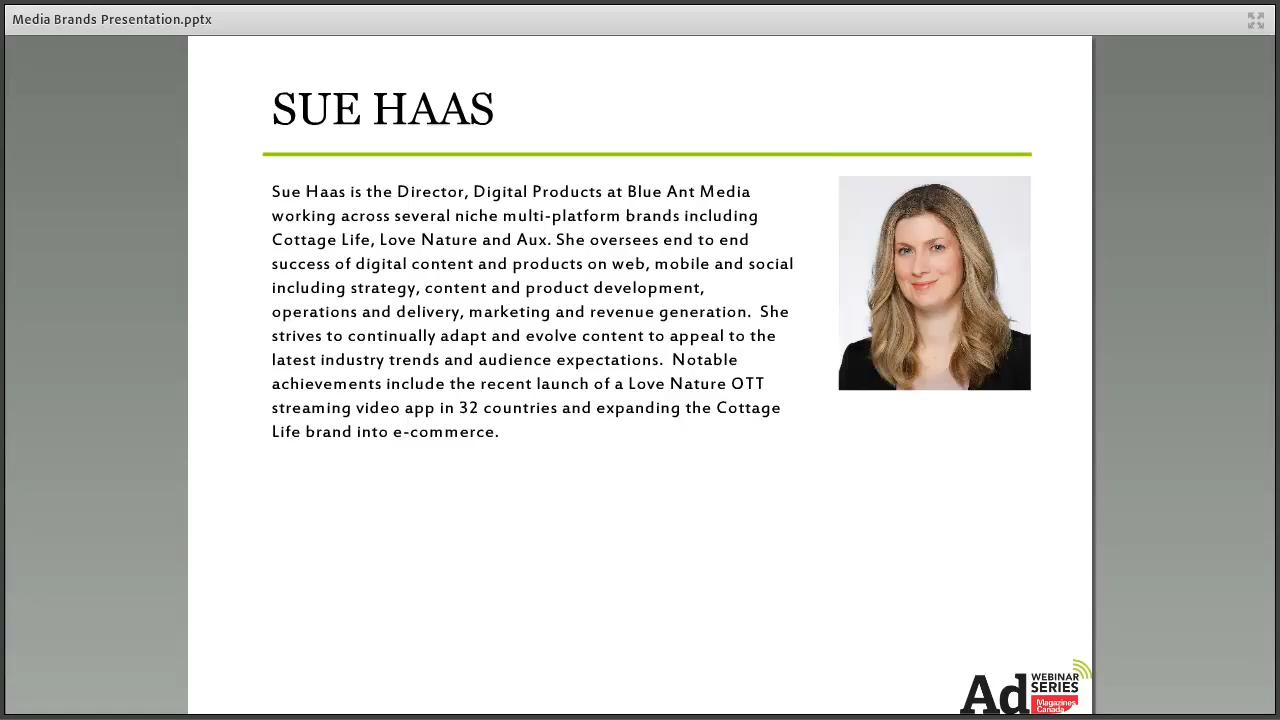 Media Brands Presentation.pptx
SUE HAAS
Sue Haas is the Director, Digital Products at Blue Ant Media
working across several niche multi-platform brands including
Cottage Life, Love Nature and Aux. She oversees end to end
success of digital content and products on web, mobile and social
including strategy, content and product development,
operations and delivery, marketing and revenue generation.  She
strives to continually adapt and evolve content to appeal to the
latest industry trends and audience expectations.  Notable
achievements include the recent launch of a Love Nature OTT
streaming video app in 32 countries and expanding the Cottage
Life brand into e-commerce.
Ad
WEBINAR
SERIES
Magazines
Canada